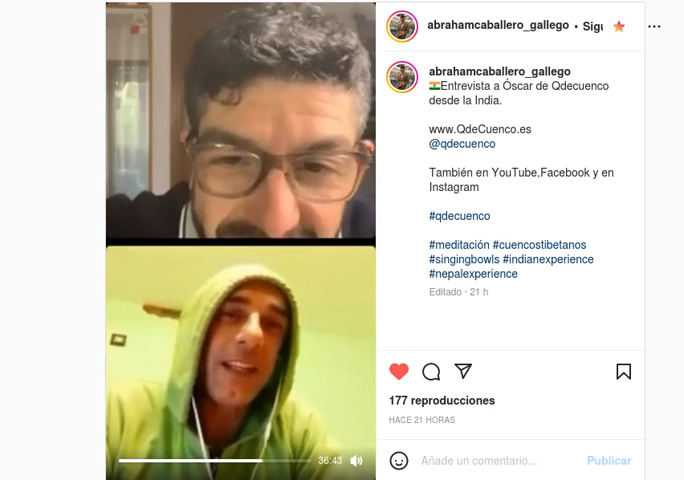 abrahamcaballero_gallego • Sigu
abrahamcaballero_gallego
Entrevista a Óscar de Qdecuenco
desde la India.
www.QdeCuenco.es
@qdecuenco
También en YouTube,Facebook y en
Instagram
#qdecuenco
#meditación #cuencostibetanos
#singingbowls #indianexperience
#nepalexperience
Editado · 21 h
177 reproducciones
HACE 21 HORAS
Añade un comentario... Publicar
36:43